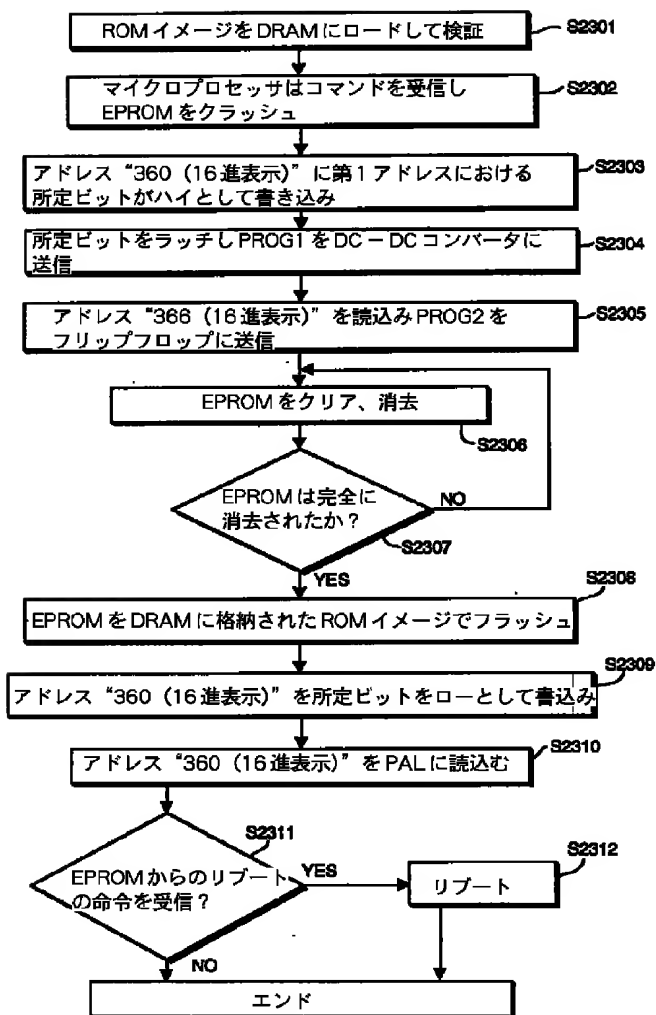 ROMイメージをDRAMにロードして検証
S2301
マイクロプロセッサはコマンドを受信し
EPROMをクラッシュ
S2302
アドレス“360(16進表示)”に第1アドレスにおける
所定ビットがハイとして書き込み
S2303
所定ビットをラッチしPROG1をDC－DCコンバータに
送信
S2304
アドレス“366(16進表示)”を読込みPROG2を
フリップフロップに送信
S2305
EPROMをクリア、消去
S2306
EPROMは完全に
消去されたか？
NO
S2307
YES
S2308
EPROMをDRAMに格納されたROMイメージでフラッシュ
S2309
アドレス“360(16進表示)”を所定ビットをローとして書込み
S2310
アドレス“360(16進表示)”をPALに読込む
S2311
EPROMからのリブート
の命令を受信？
YES
S2312
リブート
NO
エンド